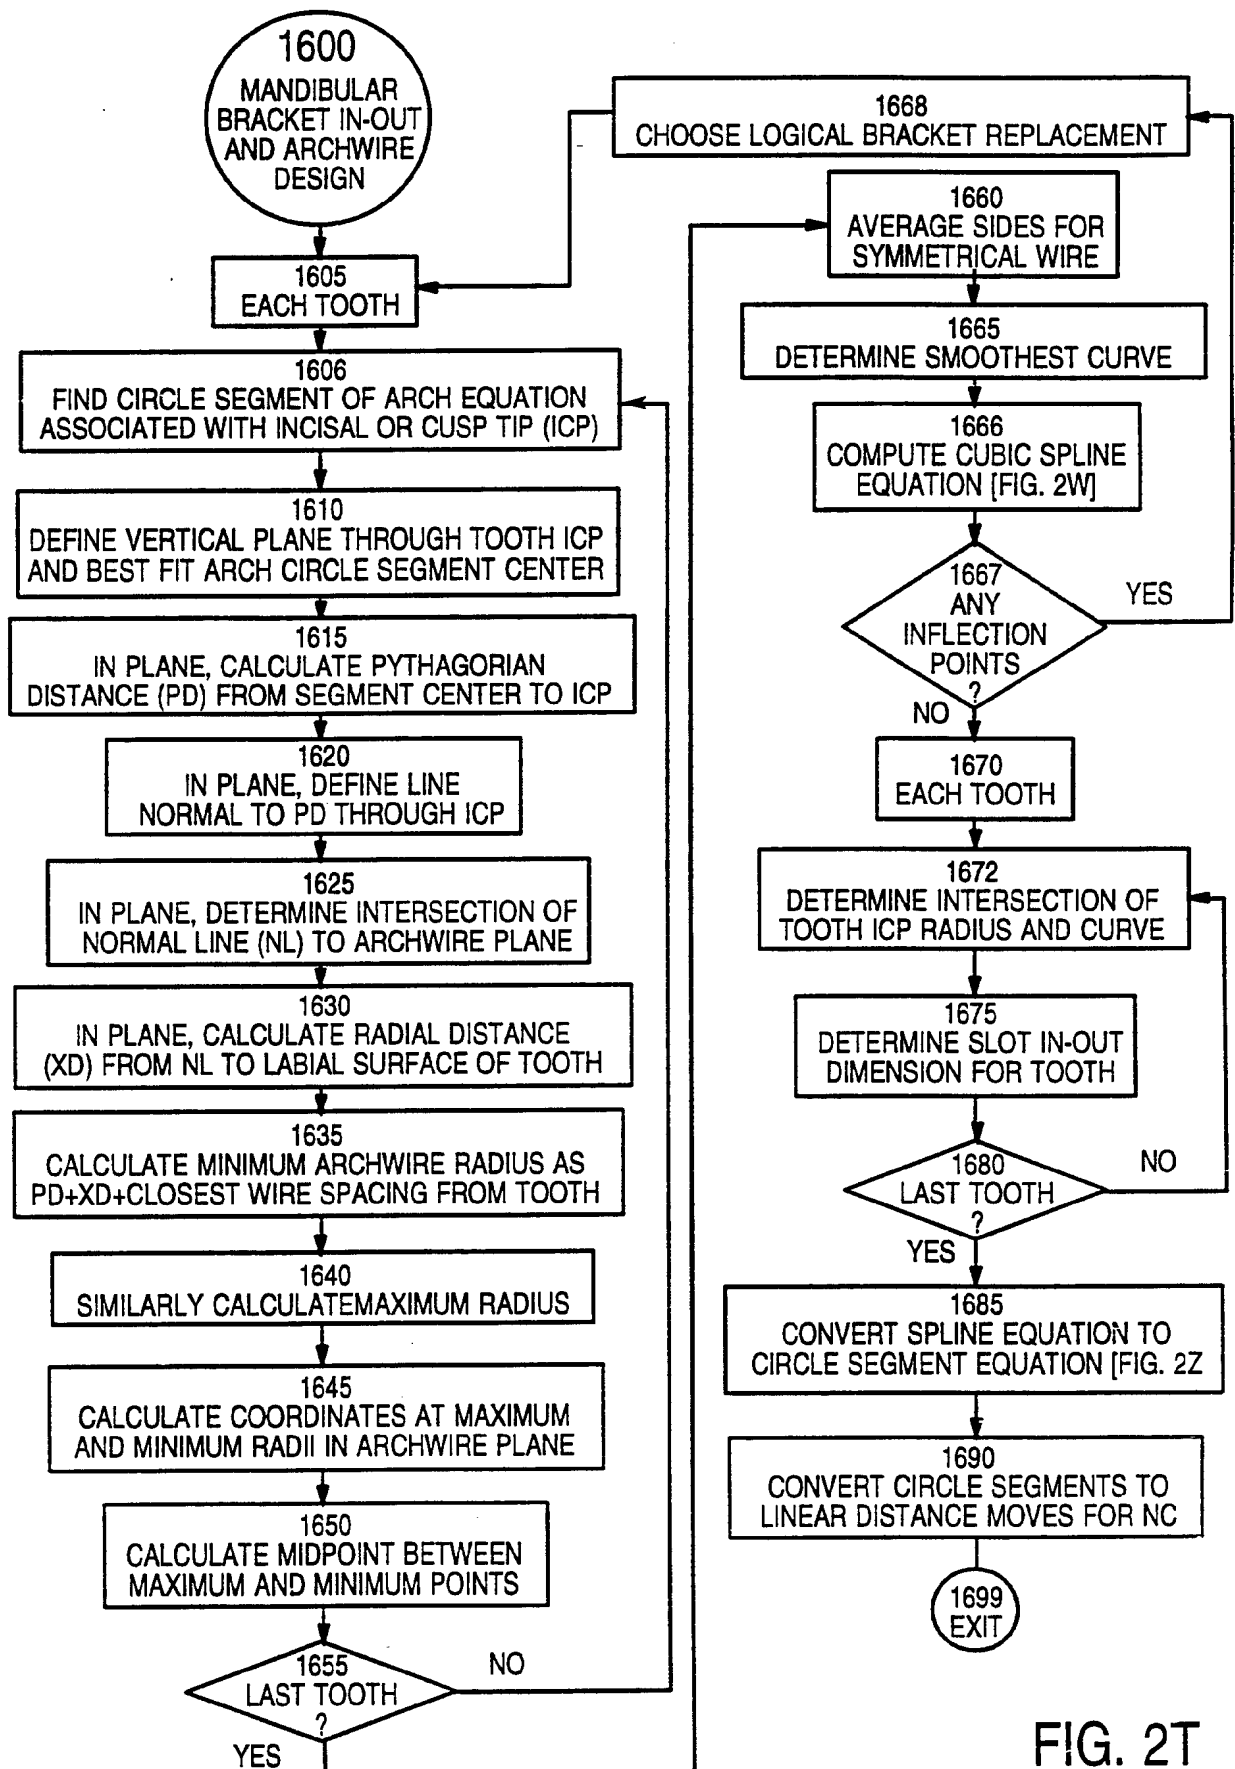 1600
MANDIBULAR
BRACKET IN-OUT
AND ARCHWIRE
DESIGN
1605
EACH TOOTH
1606
FIND CIRCLE SEGMENT OF ARCH EQUATION
ASSOCIATED WITH INCISAL OR CUSP TIP (ICP)
1610
DEFINE VERTICAL PLANE THROUGH TOOTH ICP
AND BEST FIT ARCH CIRCLE SEGMENT CENTER
1615
IN PLANE, CALCULATE PYTHAGORIAN
DISTANCE (PD) FROM SEGMENT CENTER TO ICP
1620
IN PLANE, DEFINE LINE
NORMAL TO PD THROUGH ICP
1625
IN PLANE, DETERMINE INTERSECTION OF
NORMAL LINE (NL) TO ARCHWIRE PLANE
1630
IN PLANE, CALCULATE RADIAL DISTANCE
(XD) FROM NL TO LABIAL SURFACE OF TOOTH
1635
CALCULATE MINIMUM ARCHWIRE RADIUS AS
PD+XD+CLOSEST WIRE SPACING FROM TOOTH
1640
SIMILARLY CALCULATEMAXIMUM RADIUS
1645
CALCULATE COORDINATES AT MAXIMUM
AND MINIMUM RADII IN ARCHWIRE PLANE
1650
CALCULATE MIDPOINT BETWEEN
MAXIMUM AND MINIMUM POINTS
1655
LAST TOOTH
?
NO
YES
1668
CHOOSE LOGICAL BRACKET REPLACEMENT
1660
AVERAGE SIDES FOR
SYMMETRICAL WIRE
1665
DETERMINE SMOOTHEST CURVE
1666
COMPUTE CUBIC SPLINE
EQUATION [FIG. 2W]
1667
ANY
INFLECTION
POINTS
?
YES
NO
1670
EACH TOOTH
1672
DETERMINE INTERSECTION OF
TOOTH ICP RADIUS AND CURVE
1675
DETERMINE SLOT IN-OUT
DIMENSION FOR TOOTH
1680
LAST TOOTH
?
NO
YES
1685
CONVERT SPLINE EQUATION TO
CIRCLE SEGMENT EQUATION [FIG. 2Z
1690
CONVERT CIRCLE SEGMENTS TO
LINEAR DISTANCE MOVES FOR NC
1699
EXIT
FIG. 2T